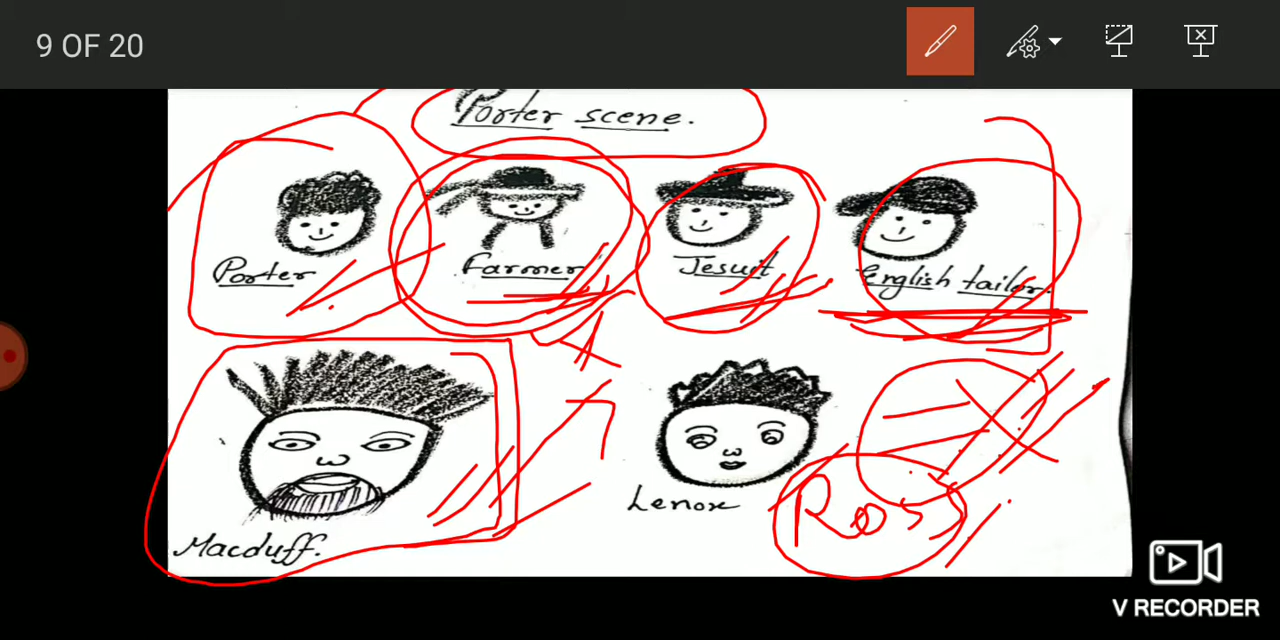 9 OF 20
Porter scene.
Porter
Farmer
Jesuit
English tailor.
Macduff.
Lenox
Ross
V RECORDER